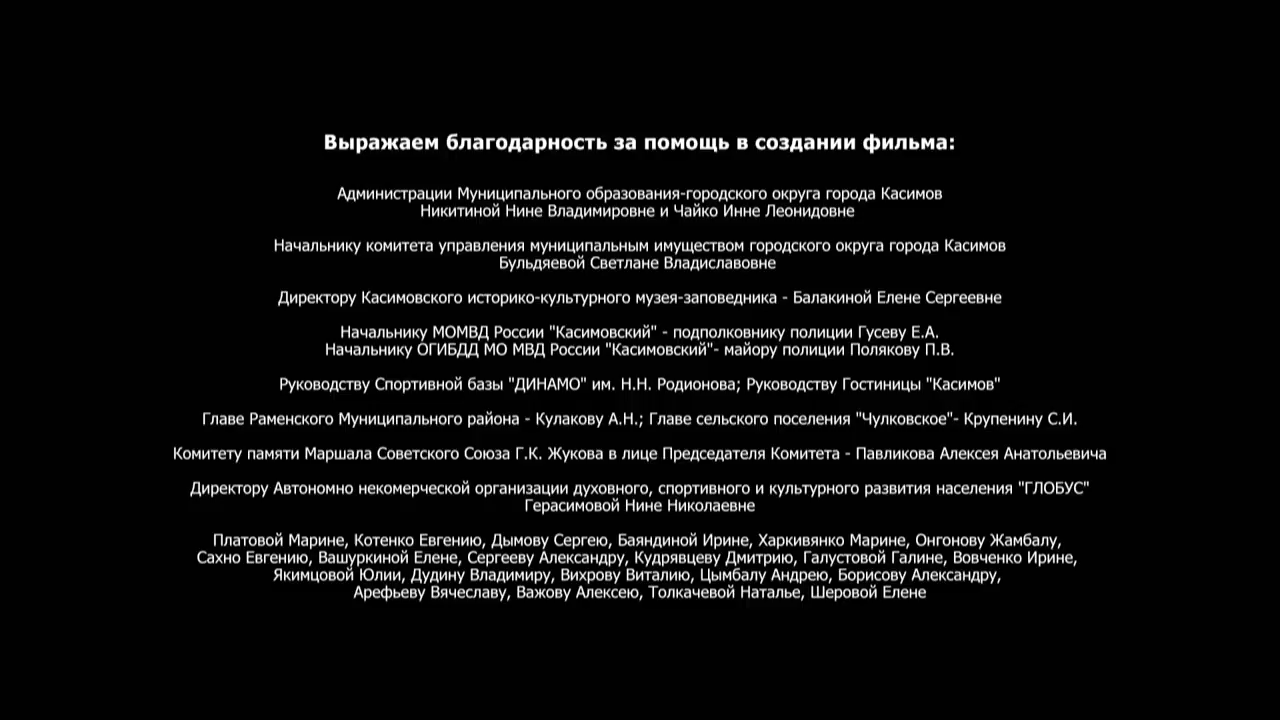 Выражаем благодарность за помощь в создании фильма:
Администрации Муниципального образования-городского округа города Касимов
Никитиной Нине Владимировне и Чайко Инне Леонидовне
Начальнику комитета управления муниципальным имуществом городского округа города Касимов
Бульдяевой Светлане Владиславовне
Директору Касимовского историко-культурного музея-заповедника - Балакиной Елене Сергеевне
Начальнику МОМВД России "Касимовский" - подполковнику полиции Гусеву Е.А.
Начальнику ОГИБДД МО МВД России "Касимовский"- майору полиции Полякову П.В.
Руководству Спортивной базы "ДИНАМО" им. Н.Н. Родионова; Руководству Гостиницы "Касимов"
Главе Раменского Муниципального района - Кулакову А.Н.; Главе сельского поселения "Чулковское"- Крупенину С.И.
Комитету памяти Маршала Советского Союза Г.К. Жукова в лице Председателя Комитета - Павликова Алексея Анатольевича
Директору Автономно некомерческой организации духовного, спортивного и культурного развития населения "ГЛОБУС"
Герасимовой Нине Николаевне
Платовой Марине, Котенко Евгению, Дымову Сергею, Баяндиной Ирине, Харкивянко Марине, Онгонову Жамбалу,
Сахно Евгению, Вашуркиной Елене, Сергееву Александру, Кудрявцеву Дмитрию, Галустовой Галине, Вовченко Ирине,
Якимцовой Юлии, Дудину Владимиру, Вихрову Виталию, Цымбалу Андрею, Борисову Александру,
Арефьеву Вячеславу, Важову Алексею, Толкачевой Наталье, Шеровой Елене